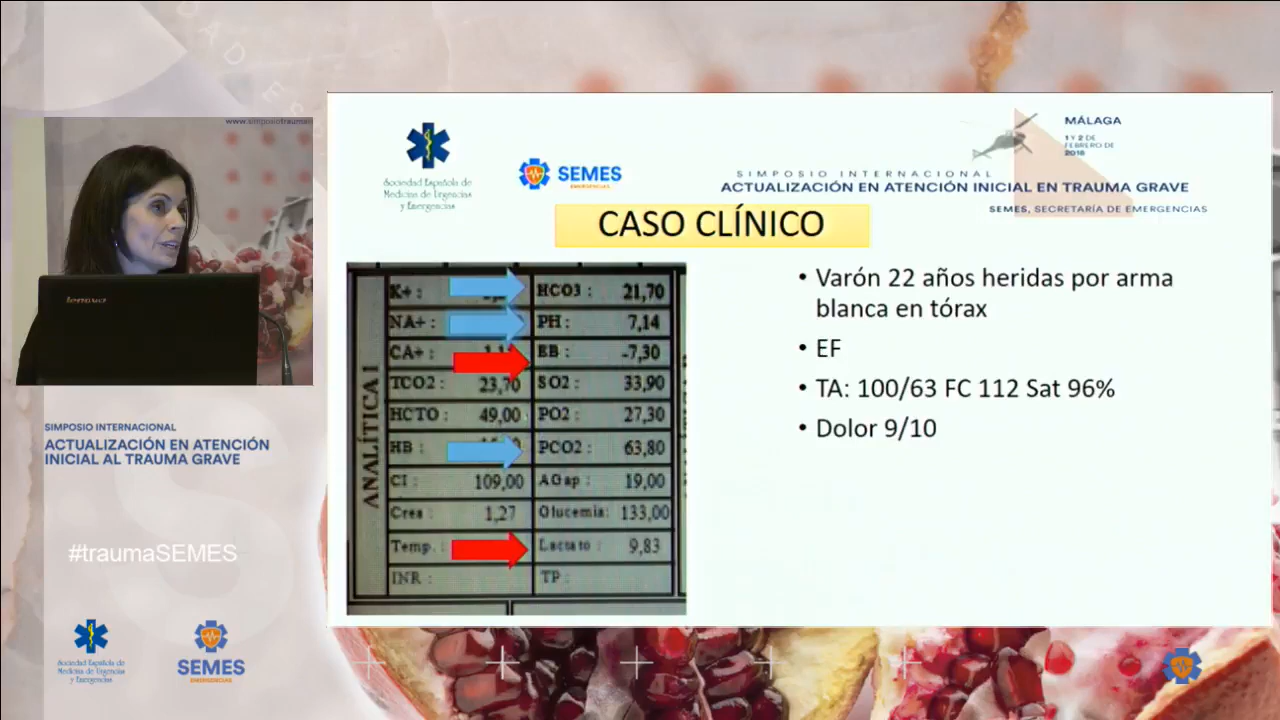 www.simposiotrauma
SIMPOSIO INTERNACIONAL
ACTUALIZACIÓN EN ATENCIÓN
INICIAL AL TRAUMA GRAVE
#traumaSEMES
Sociedad Española de
Medicina de Urgencias
y Emergencias
SEMES
EMERGENCIAS
lenovo
Sociedad Española de
Medicina de Urgencias
y Emergencias
SEMES
EMERGENCIAS
MÁLAGA
1 Y 2 DE
FEBRERO DE
2018
SIMPOSIO INTERNACIONAL
ACTUALIZACIÓN EN ATENCIÓN INICIAL EN TRAUMA GRAVE
SEMES, SECRETARÍA DE EMERGENCIAS
CASO CLÍNICO
ANALÍTICA 1
K+ : HCO3 : 21,70
NA+ : PH : 7,14
CA+ : EB : -7,30
TCO2 : 23,70 SO2 : 33,90
HCTO : 49,00 PO2 : 27,30
HB : PCO2 : 63,80
Cl : 109,00 AGap : 19,00
Crea : 1,27 Glucemia: 133,00
Temp. : Lactato : 9,83
INR : TP :
• Varón 22 años heridas por arma
blanca en tórax
• EF
• TA: 100/63 FC 112 Sat 96%
• Dolor 9/10